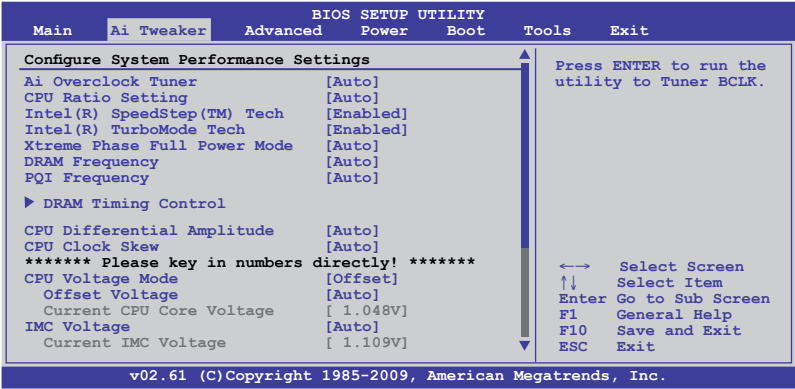 BIOS SETUP UTILITY
Main Ai Tweaker Advanced Power Boot Tools Exit
Configure System Performance Settings
Ai Overclock Tuner [Auto]
CPU Ratio Setting [Auto]
Intel(R) SpeedStep(TM) Tech [Enabled]
Intel(R) TurboMode Tech [Enabled]
Xtreme Phase Full Power Mode [Auto]
DRAM Frequency [Auto]
PQI Frequency [Auto]
▶ DRAM Timing Control
CPU Differential Amplitude [Auto]
CPU Clock Skew [Auto]
******* Please key in numbers directly! *******
CPU Voltage Mode [Offset]
Offset Voltage [Auto]
Current CPU Core Voltage [ 1.048V]
IMC Voltage [Auto]
Current IMC Voltage [ 1.109V]
Press ENTER to run the
utility to Tuner BCLK.
←→ Select Screen
↑↓ Select Item
Enter Go to Sub Screen
F1 General Help
F10 Save and Exit
ESC Exit
v02.61 (C)Copyright 1985-2009, American Megatrends, Inc.